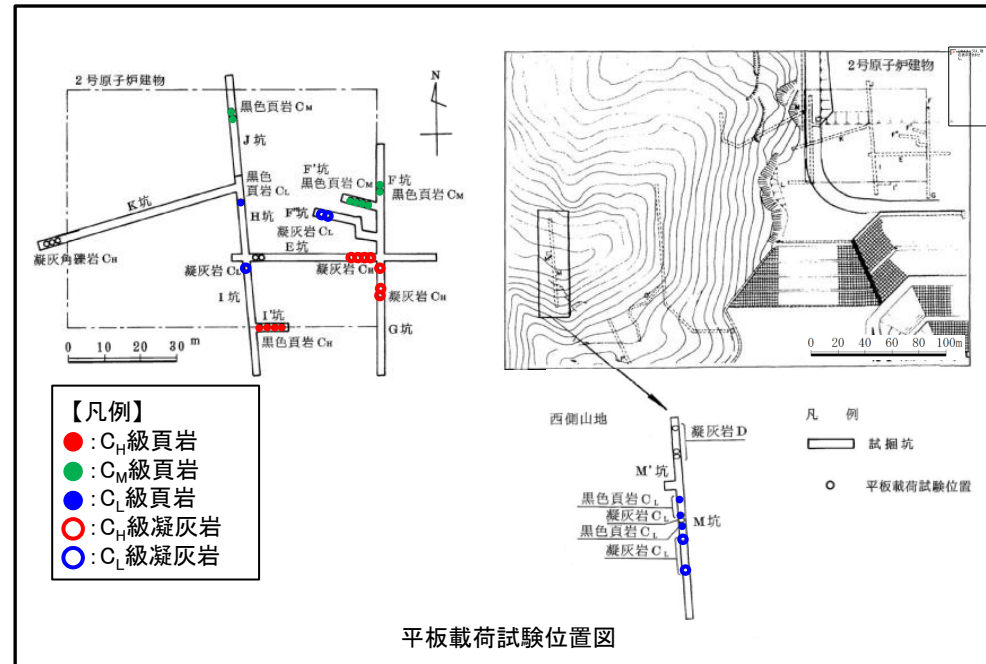 2号原子炉建物
N
黒色頁岩 CM
J坑
黒色
頁岩 CL
F'坑
黒色頁岩 CM
F坑
黒色頁岩 CM
K坑
H坑
F''坑
凝灰岩 CL
E坑
凝灰角礫岩 CH
凝灰岩 CL
凝灰岩 CH
凝灰岩 CH
I坑
I'坑
黒色頁岩 CH
G坑
0 10 20 30 m
【凡例】
:CH級頁岩
:CM級頁岩
:CL級頁岩
:CH級凝灰岩
:CL級凝灰岩
2号原子炉建物
K
L
E
I
I'
F
F'
F''
G
0 20 40 60 80 100m
西側山地
凝灰岩 D
M'坑
黒色頁岩 CL
凝灰岩 CL
M坑
黒色頁岩 CL
凝灰岩 CL
凡 例
試掘坑
平板載荷試験位置
平板載荷試験位置図